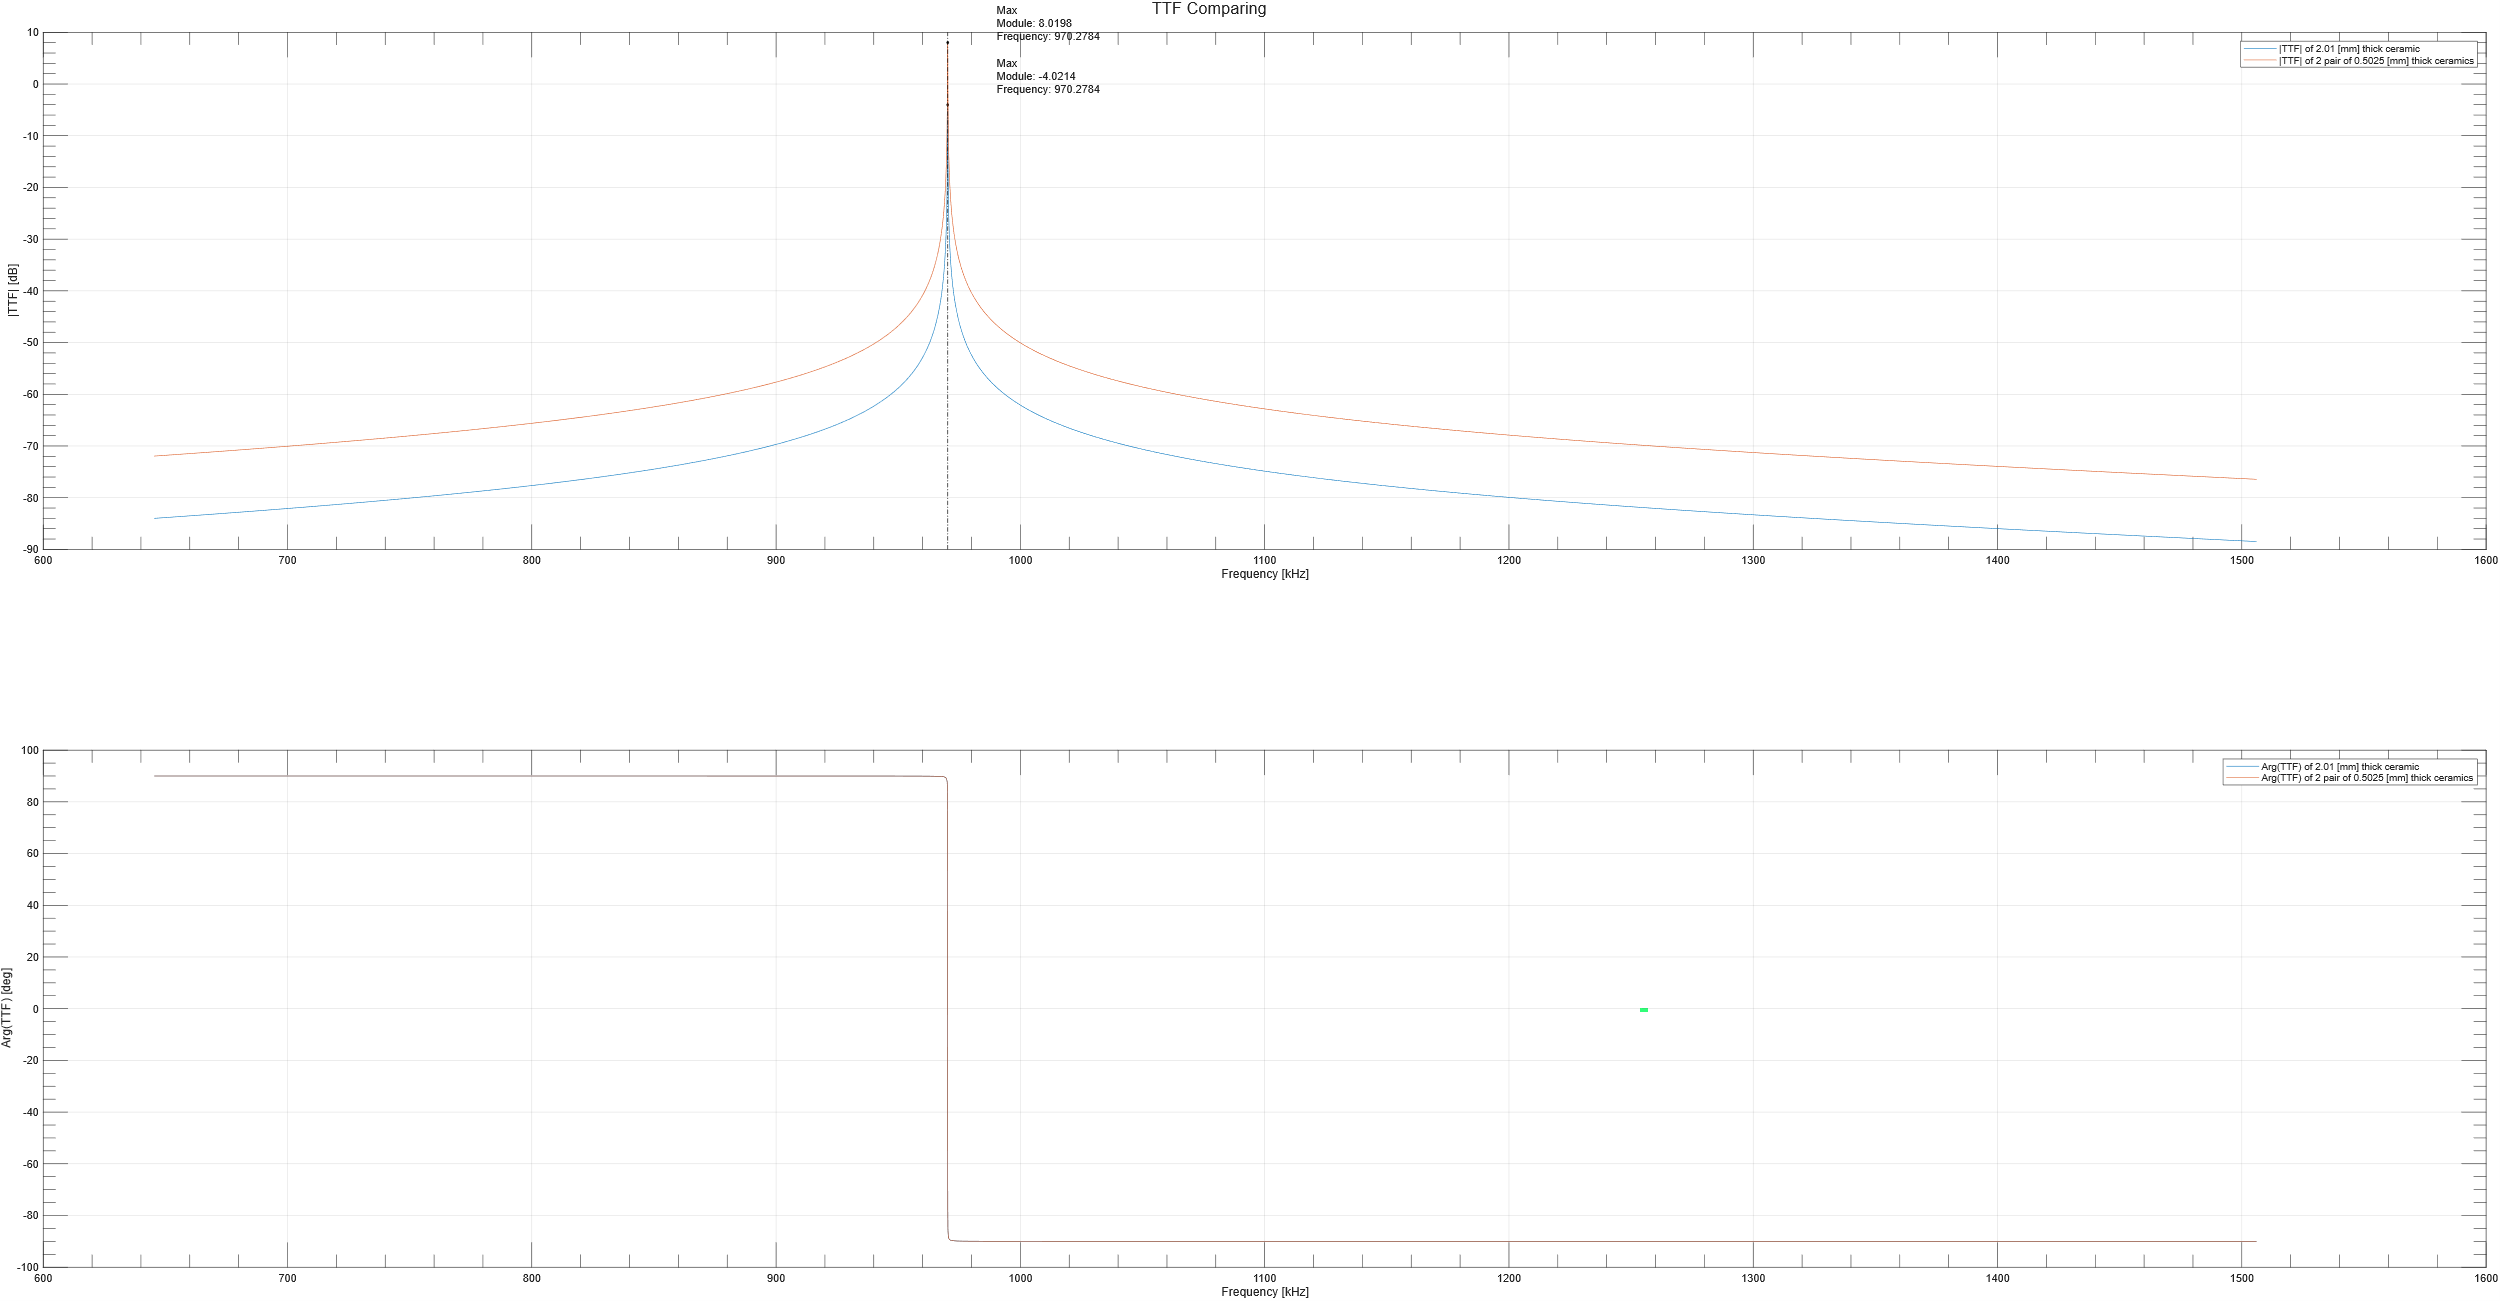 TTF Comparing
Max
Module: 8.0198
Frequency: 970.2784
Max
Module: -4.0214
Frequency: 970.2784
|TTF| of 2.01 [mm] thick ceramic
|TTF| of 2 pair of 0.5025 [mm] thick ceramics
|TTF| [dB]
10
0
-10
-20
-30
-40
-50
-60
-70
-80
-90
600 700 800 900 1000 1100 1200 1300 1400 1500 1600
Frequency [kHz]
Arg(TTF) of 2.01 [mm] thick ceramic
Arg(TTF) of 2 pair of 0.5025 [mm] thick ceramics
Arg(TTF) [deg]
100
80
60
40
20
0
-20
-40
-60
-80
-100
600 700 800 900 1000 1100 1200 1300 1400 1500 1600
Frequency [kHz]